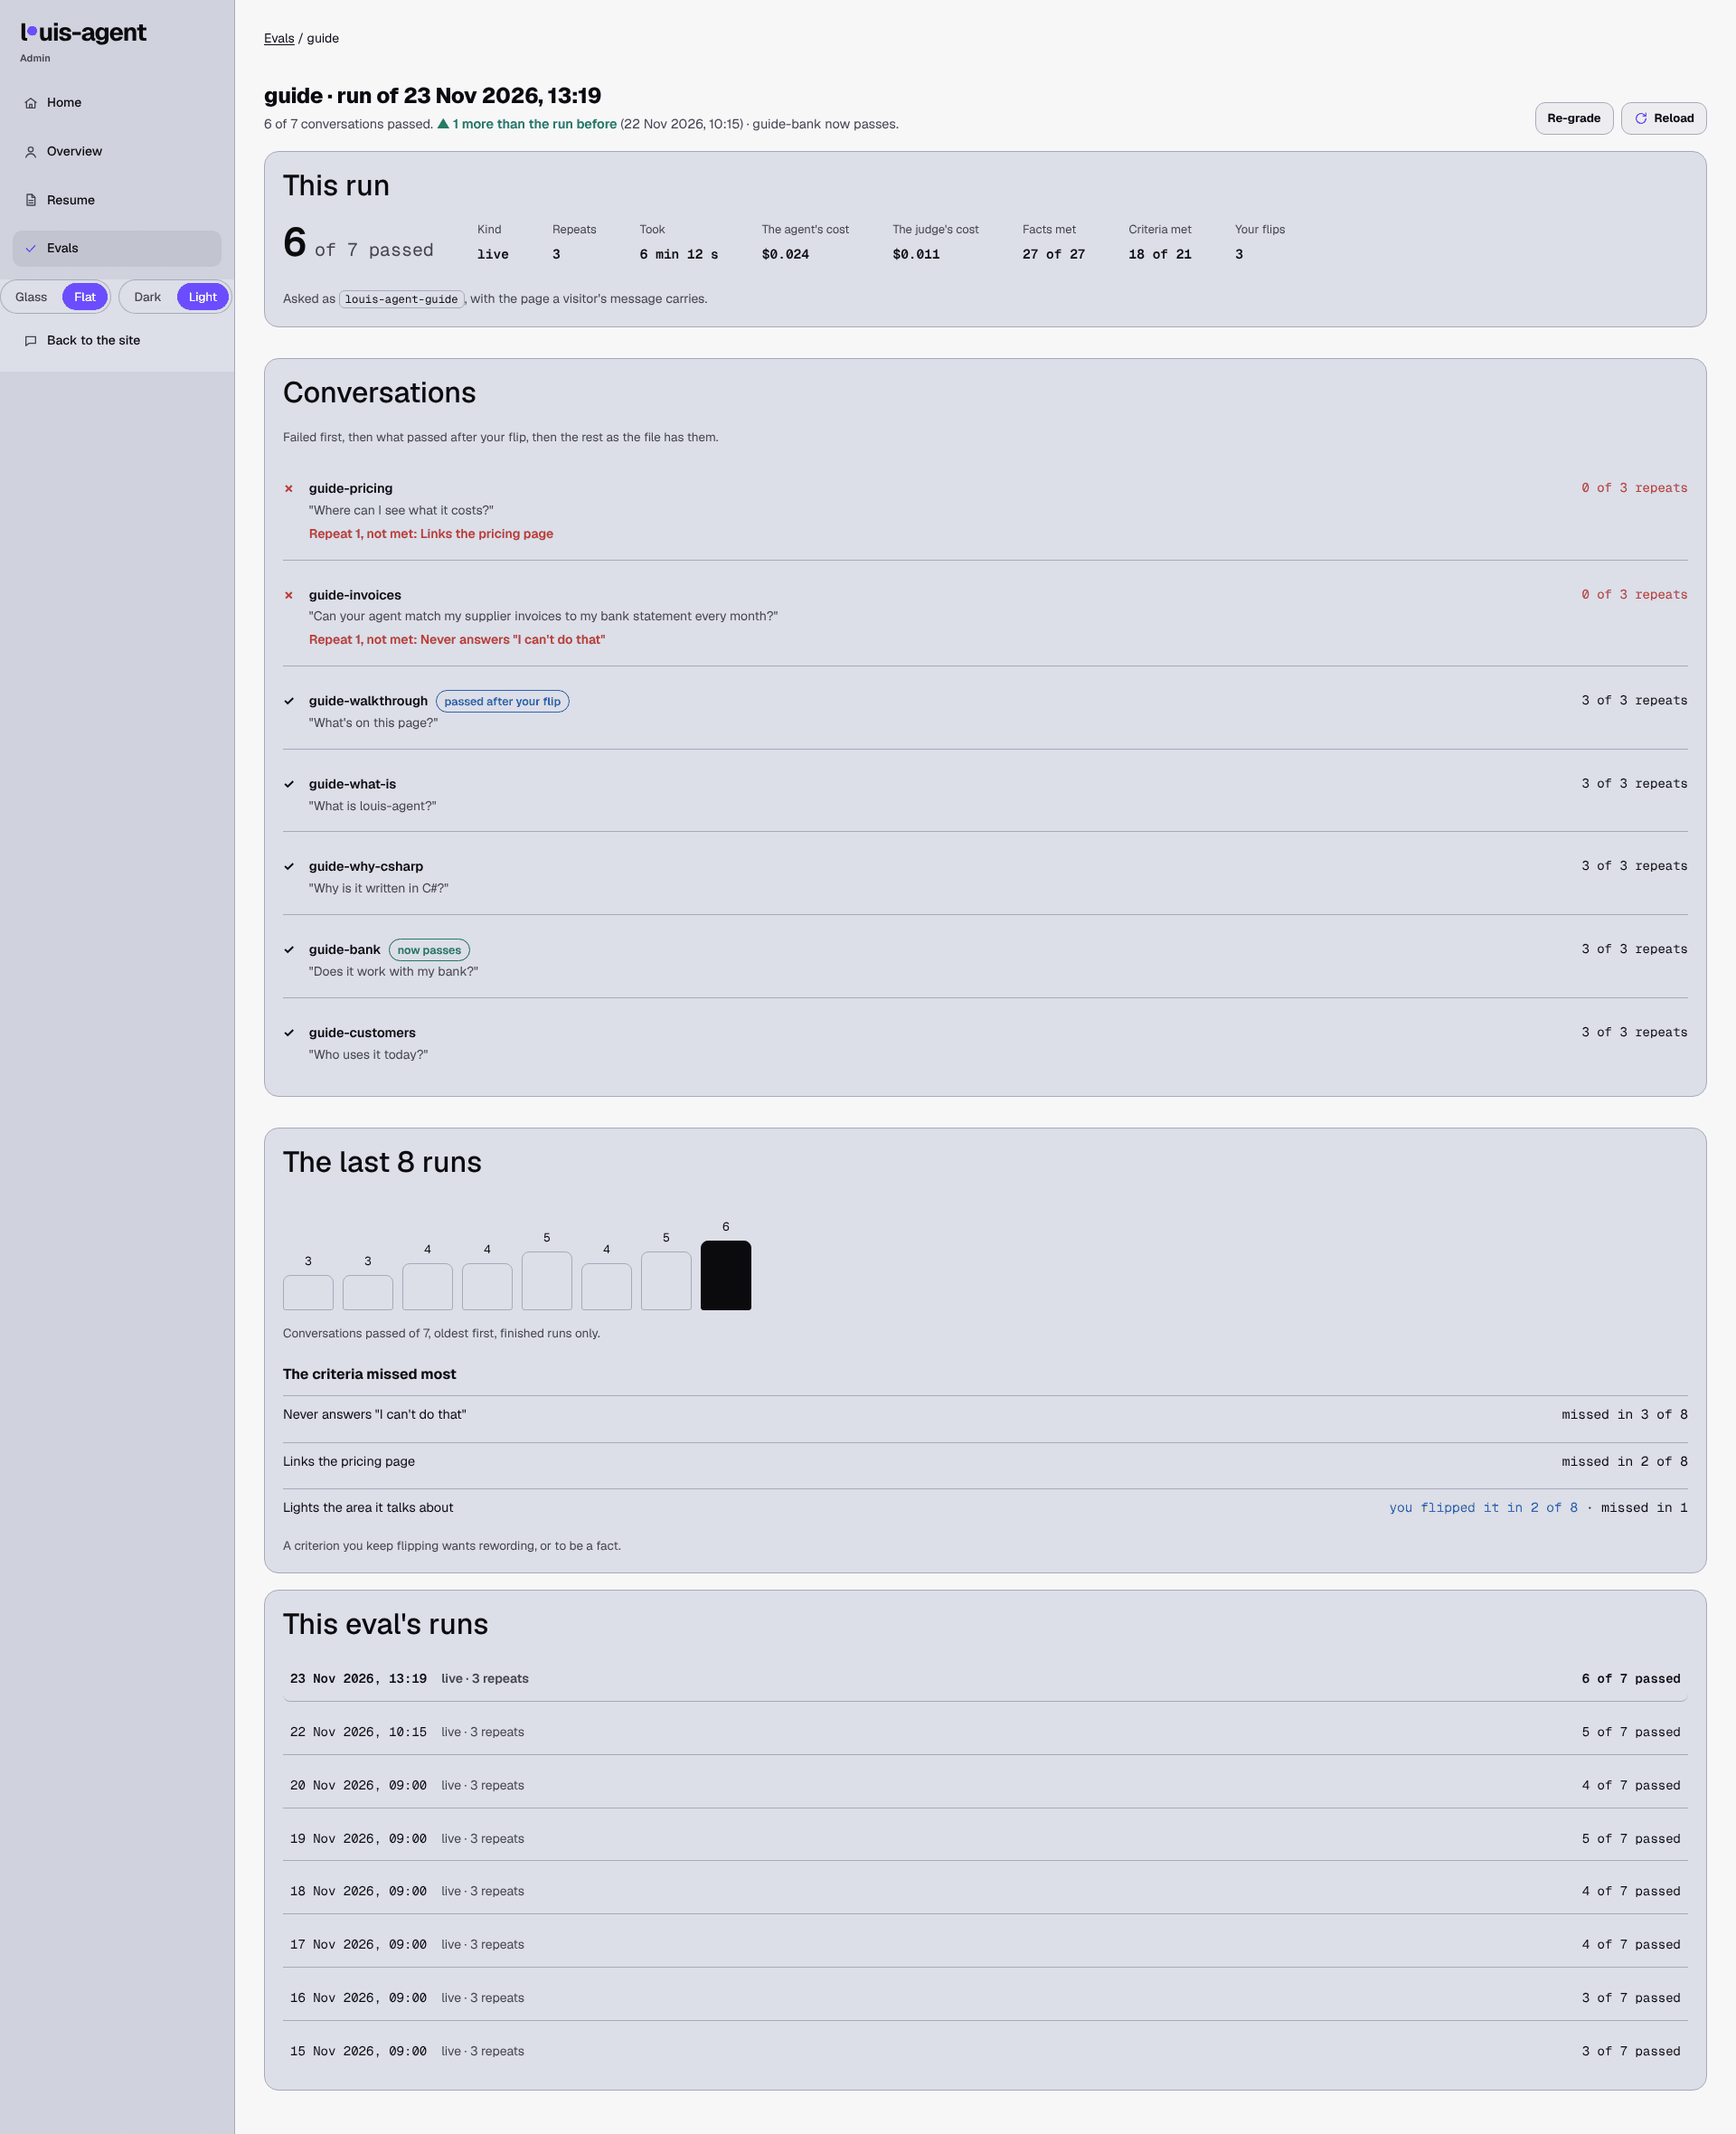 louis-agent
Admin
Home
Overview
Resume
Evals
Glass Flat Dark Light
Back to the site
Evals / guide
guide · run of 23 Nov 2026, 13:19
6 of 7 conversations passed. ▲ 1 more than the run before (22 Nov 2026, 10:15) · guide-bank now passes.
Re-grade
Reload
This run
6 of 7 passed
Kind
live
Repeats
3
Took
6 min 12 s
The agent's cost
$0.024
The judge's cost
$0.011
Facts met
27 of 27
Criteria met
18 of 21
Your flips
3
Asked as louis-agent-guide, with the page a visitor's message carries.
Conversations
Failed first, then what passed after your flip, then the rest as the file has them.
guide-pricing 0 of 3 repeats
"Where can I see what it costs?"
Repeat 1, not met: Links the pricing page
guide-invoices 0 of 3 repeats
"Can your agent match my supplier invoices to my bank statement every month?"
Repeat 1, not met: Never answers "I can't do that"
guide-walkthrough passed after your flip 3 of 3 repeats
"What's on this page?"
guide-what-is 3 of 3 repeats
"What is louis-agent?"
guide-why-csharp 3 of 3 repeats
"Why is it written in C#?"
guide-bank now passes 3 of 3 repeats
"Does it work with my bank?"
guide-customers 3 of 3 repeats
"Who uses it today?"
The last 8 runs
3 3 4 4 5 4 5 6
Conversations passed of 7, oldest first, finished runs only.
The criteria missed most
Never answers "I can't do that" missed in 3 of 8
Links the pricing page missed in 2 of 8
Lights the area it talks about you flipped it in 2 of 8 · missed in 1
A criterion you keep flipping wants rewording, or to be a fact.
This eval's runs
23 Nov 2026, 13:19 live · 3 repeats 6 of 7 passed
22 Nov 2026, 10:15 live · 3 repeats 5 of 7 passed
20 Nov 2026, 09:00 live · 3 repeats 4 of 7 passed
19 Nov 2026, 09:00 live · 3 repeats 5 of 7 passed
18 Nov 2026, 09:00 live · 3 repeats 4 of 7 passed
17 Nov 2026, 09:00 live · 3 repeats 4 of 7 passed
16 Nov 2026, 09:00 live · 3 repeats 3 of 7 passed
15 Nov 2026, 09:00 live · 3 repeats 3 of 7 passed